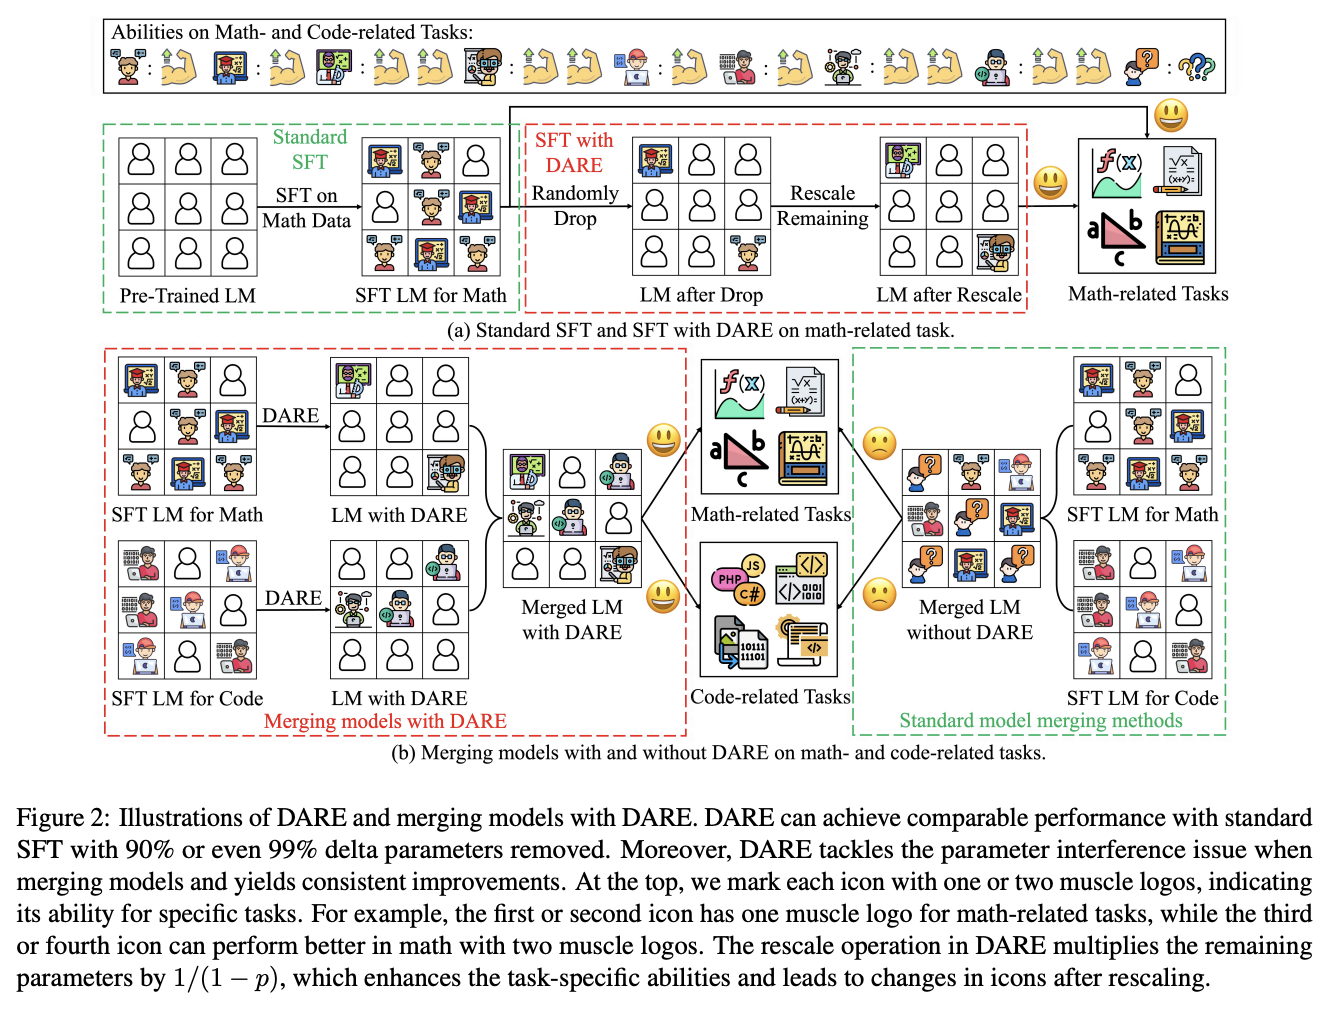 Abilities on Math- and Code-related Tasks:
: : : : : : : : :
Standard
SFT
SFT on
Math Data
Pre-Trained LM
SFT LM for Math
SFT with
DARE
Randomly
Drop
Rescale
Remaining
LM after Drop
LM after Rescale
f(x)
√x
(x+y)=
a b
c
Math-related Tasks
(a) Standard SFT and SFT with DARE on math-related task.
DARE
SFT LM for Math
LM with DARE
DARE
SFT LM for Code
LM with DARE
Merging models with DARE
Merged LM
with DARE
f(x)
√x
(x+y)=
a b
c
Math-related Tasks
JS
PHP
C#
</>
</>
10111
11101
</>
Code-related Tasks
Merged LM
without DARE
SFT LM for Math
SFT LM for Code
Standard model merging methods
(b) Merging models with and without DARE on math- and code-related tasks.
Figure 2: Illustrations of DARE and merging models with DARE. DARE can achieve comparable performance with standard
SFT with 90% or even 99% delta parameters removed. Moreover, DARE tackles the parameter interference issue when
merging models and yields consistent improvements. At the top, we mark each icon with one or two muscle logos, indicating
its ability for specific tasks. For example, the first or second icon has one muscle logo for math-related tasks, while the third
or fourth icon can perform better in math with two muscle logos. The rescale operation in DARE multiplies the remaining
parameters by 1/(1 − p), which enhances the task-specific abilities and leads to changes in icons after rescaling.